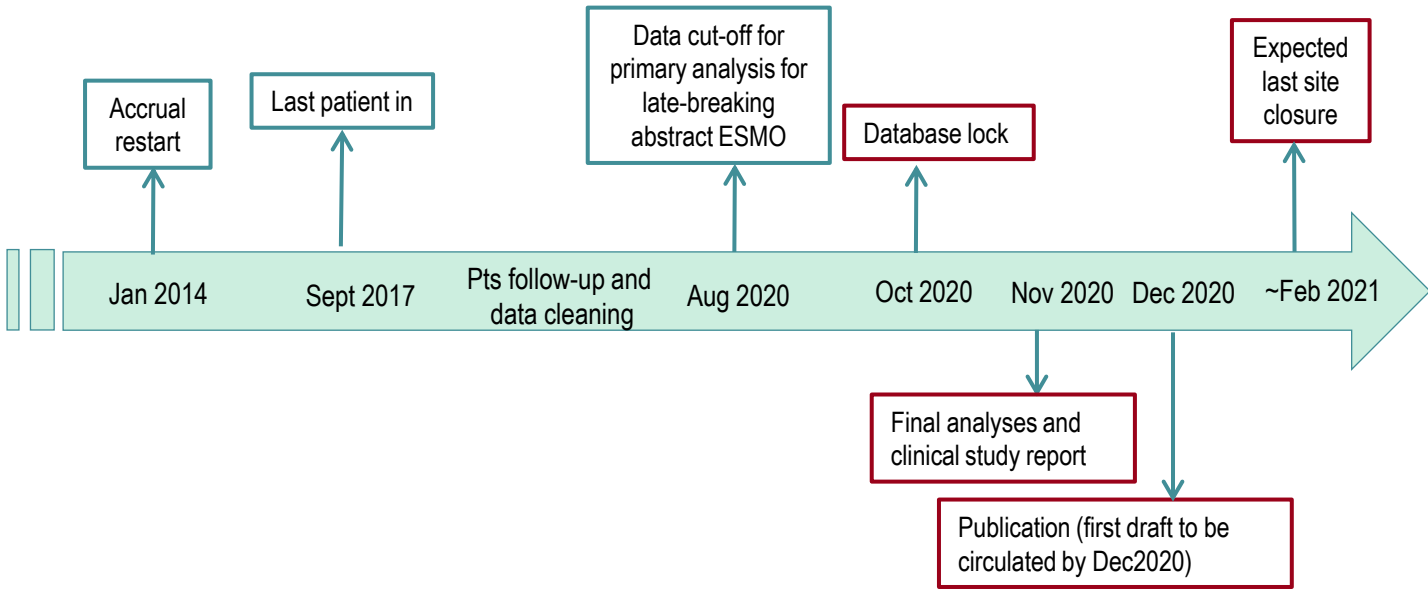 Accrual
restart
Last patient in
Data cut-off for
primary analysis for
late-breaking
abstract ESMO
Database lock
Expected
last site
closure
Jan 2014
Sept 2017
Pts follow-up and
data cleaning
Aug 2020
Oct 2020
Nov 2020
Dec 2020
~Feb 2021
Final analyses and
clinical study report
Publication (first draft to be
circulated by Dec2020)